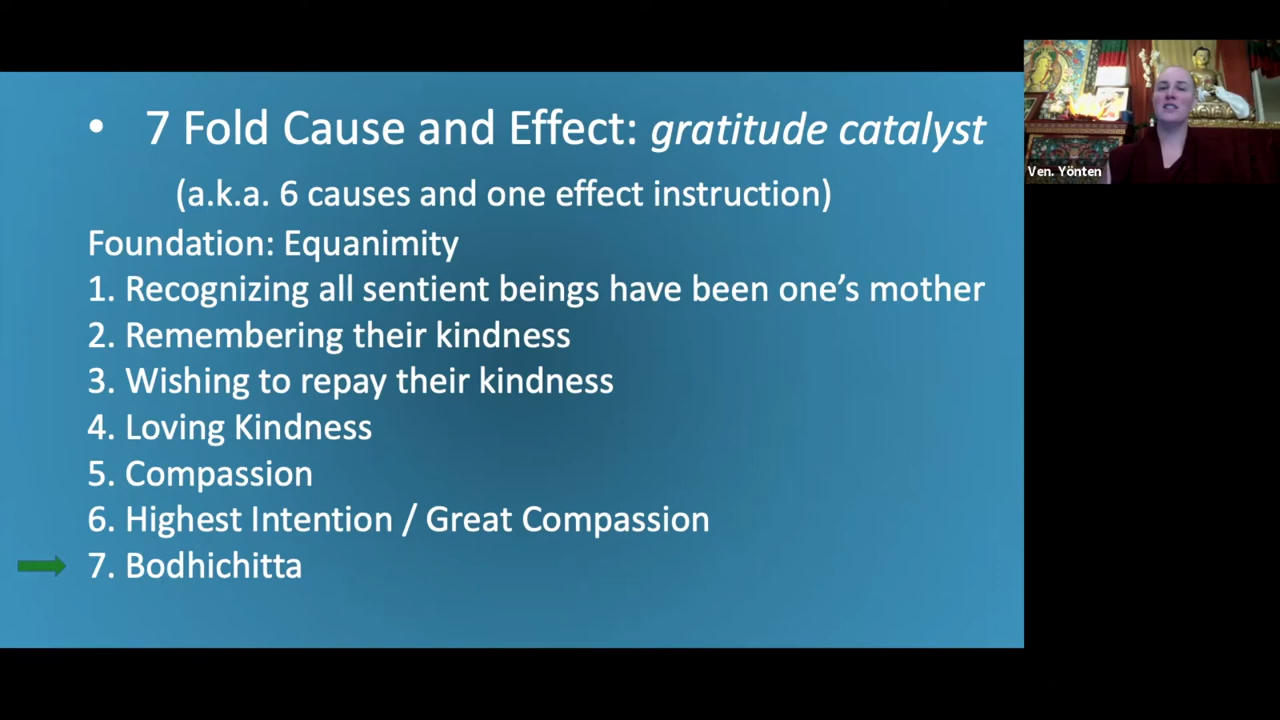 • 7 Fold Cause and Effect: gratitude catalyst
(a.k.a. 6 causes and one effect instruction)
Foundation: Equanimity
1. Recognizing all sentient beings have been one’s mother
2. Remembering their kindness
3. Wishing to repay their kindness
4. Loving Kindness
5. Compassion
6. Highest Intention / Great Compassion
7. Bodhichitta
Ven. Yönten